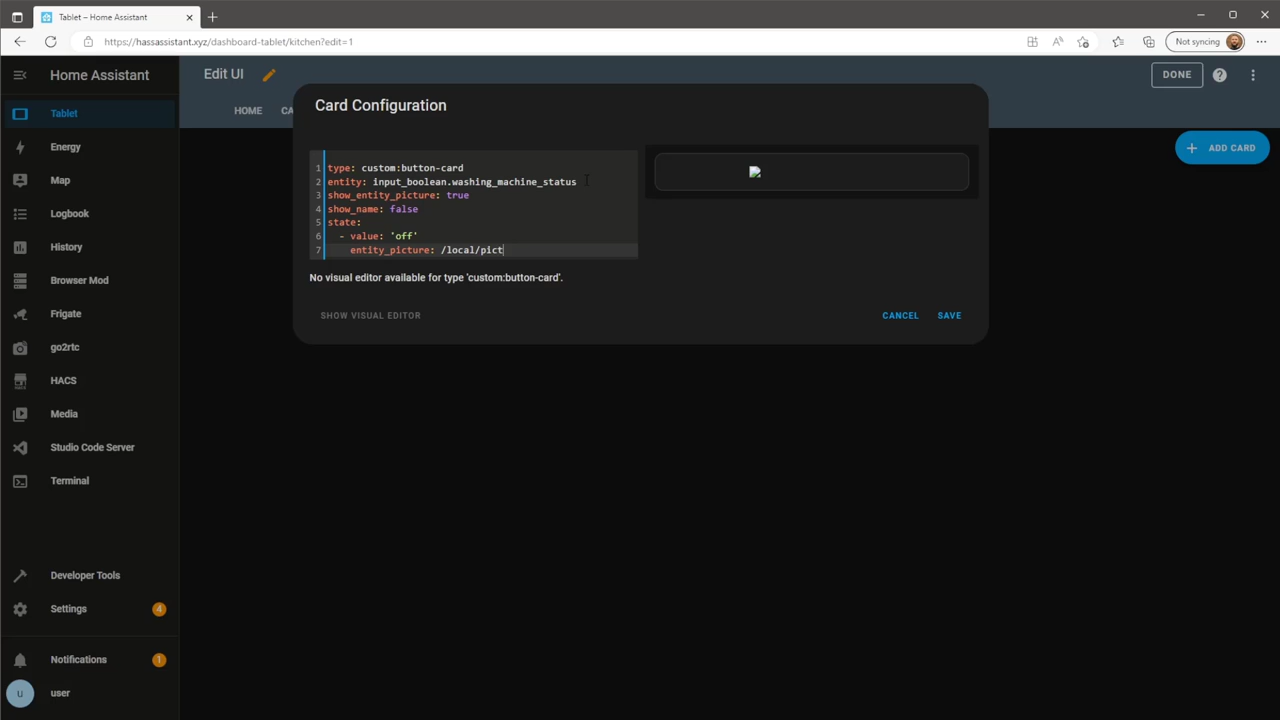 Tablet – Home Assistant
https://hassassistant.xyz/dashboard-tablet/kitchen?edit=1
Not syncing
Home Assistant
Edit UI
DONE
Tablet
HOME
CA
Energy
ADD CARD
Map
Logbook
History
Browser Mod
Frigate
go2rtc
HACS
Media
Studio Code Server
Terminal
Developer Tools
Settings
4
Notifications
1
u
user
Card Configuration
1 type: custom:button-card
2 entity: input_boolean.washing_machine_status
3 show_entity_picture: true
4 show_name: false
5 state:
6 - value: 'off'
7 entity_picture: /local/pict
No visual editor available for type 'custom:button-card'.
SHOW VISUAL EDITOR
CANCEL
SAVE